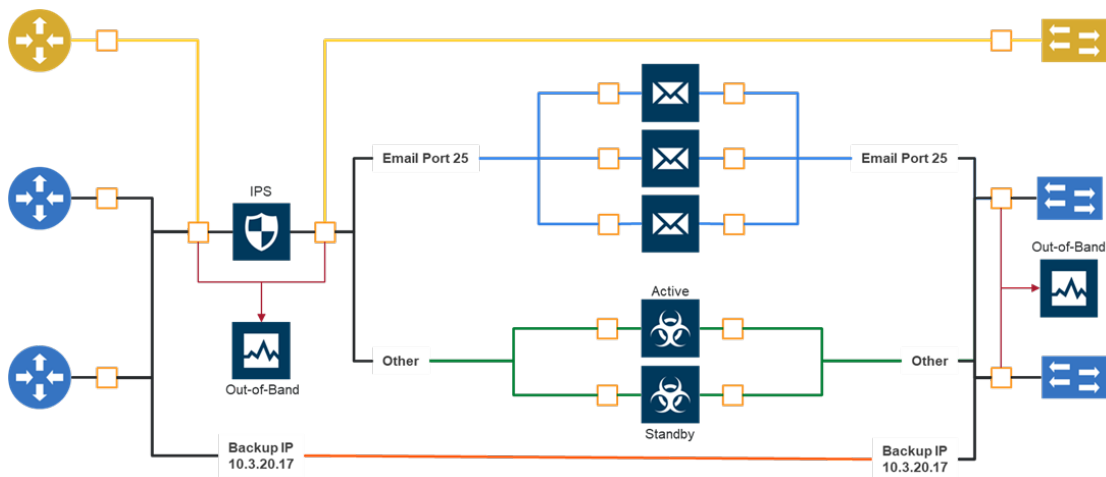 IPS
Email Port 25
Email Port 25
Out-of-Band
Active
Other
Other
Out-of-Band
Standby
Backup IP
10.3.20.17
Backup IP
10.3.20.17